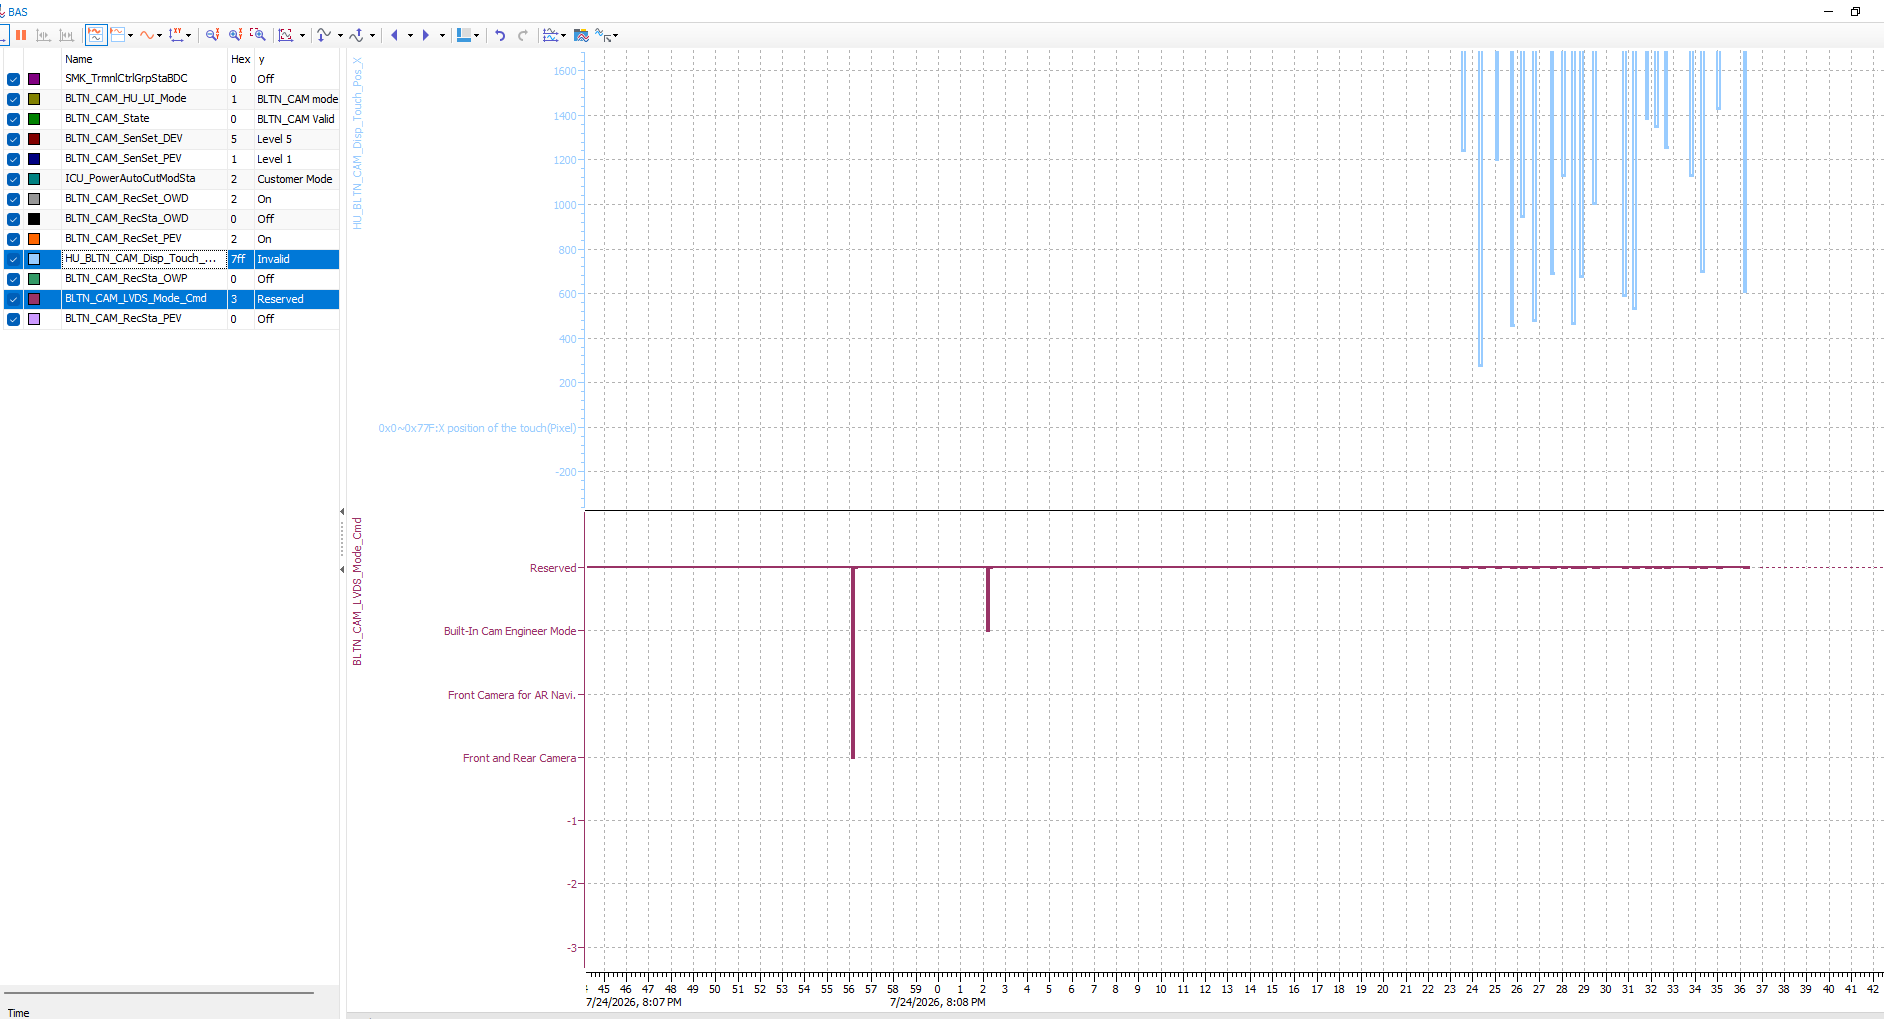 BAS
Name Hex y
SMK_TrmnlCtrlGrpStaBDC 0 Off
BLTN_CAM_HU_UI_Mode 1 BLTN_CAM mode
BLTN_CAM_State 0 BLTN_CAM Valid
BLTN_CAM_SenSet_DEV 5 Level 5
BLTN_CAM_SenSet_PEV 1 Level 1
ICU_PowerAutoCutModSta 2 Customer Mode
BLTN_CAM_RecSet_OWD 2 On
BLTN_CAM_RecSta_OWD 0 Off
BLTN_CAM_RecSet_PEV 2 On
HU_BLTN_CAM_Disp_Touch_... 7ff Invalid
BLTN_CAM_RecSta_OWP 0 Off
BLTN_CAM_LVDS_Mode_Cmd 3 Reserved
BLTN_CAM_RecSta_PEV 0 Off
Time
HU_BLTN_CAM_Disp_Touch_Pos_X
1600
1400
1200
1000
800
600
400
200
0x0~0x77F:X position of the touch(Pixel)
-200
BLTN_CAM_LVDS_Mode_Cmd
Reserved
Built-In Cam Engineer Mode
Front Camera for AR Navi.
Front and Rear Camera
-1
-2
-3
45 46 47 48 49 50 51 52 53 54 55 56 57 58 59 0 1 2 3 4 5 6 7 8 9 10 11 12 13 14 15 16 17 18 19 20 21 22 23 24 25 26 27 28 29 30 31 32 33 34 35 36 37 38 39 40 41 42
7/24/2026, 8:07 PM 7/24/2026, 8:08 PM